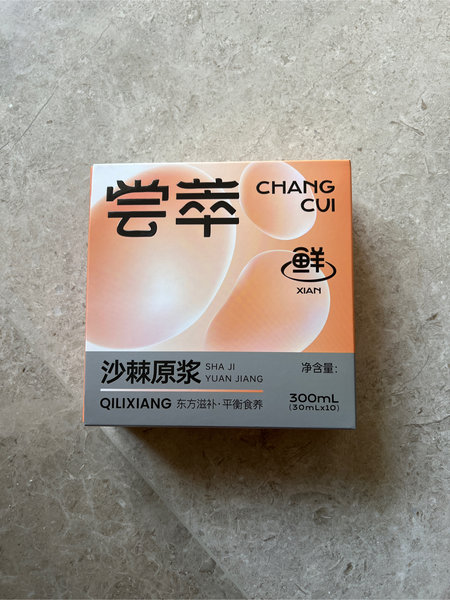 尝萃
CHANG
CUI
鲜
XIAN
沙棘原浆
SHA JI
YUAN JIANG
净含量:
QILIXIANG 东方滋补·平衡食养
300mL
(30mLx10)